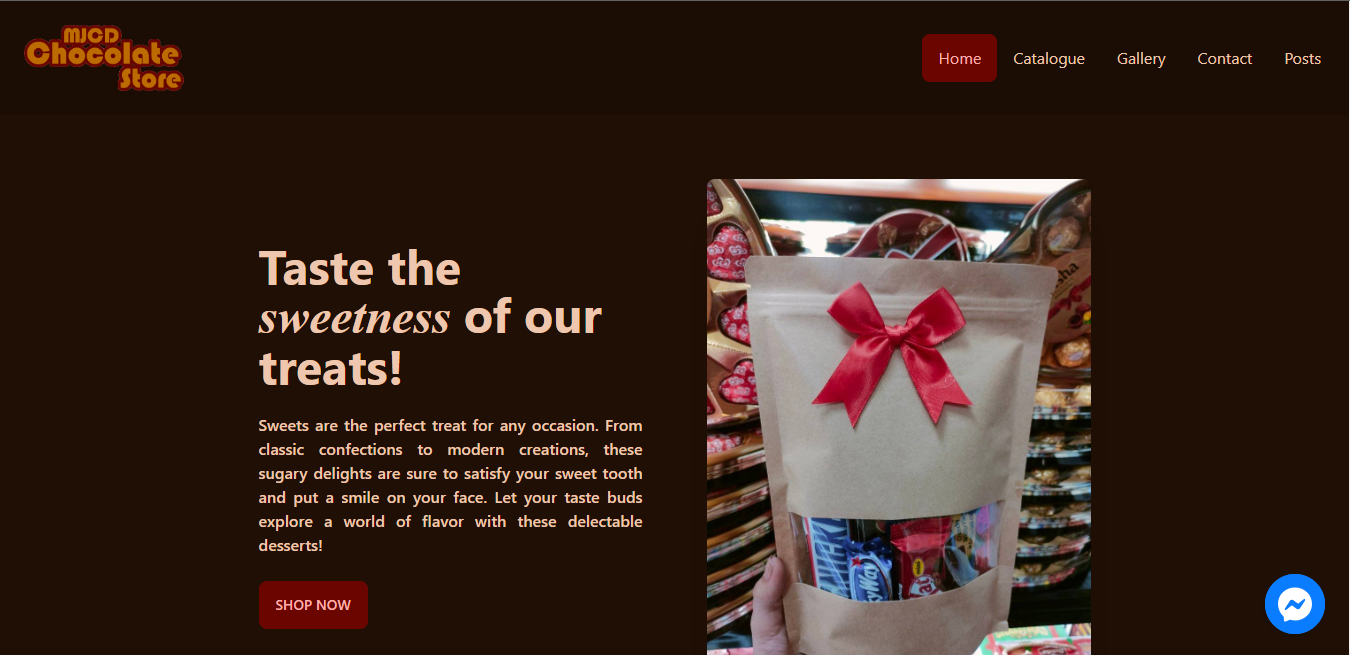 MJCD
Chocolate
Store
Home Catalogue Gallery Contact Posts
Taste the
sweetness of our
treats!
Sweets are the perfect treat for any occasion. From
classic confections to modern creations, these
sugary delights are sure to satisfy your sweet tooth
and put a smile on your face. Let your taste buds
explore a world of flavor with these delectable
desserts!
SHOP NOW